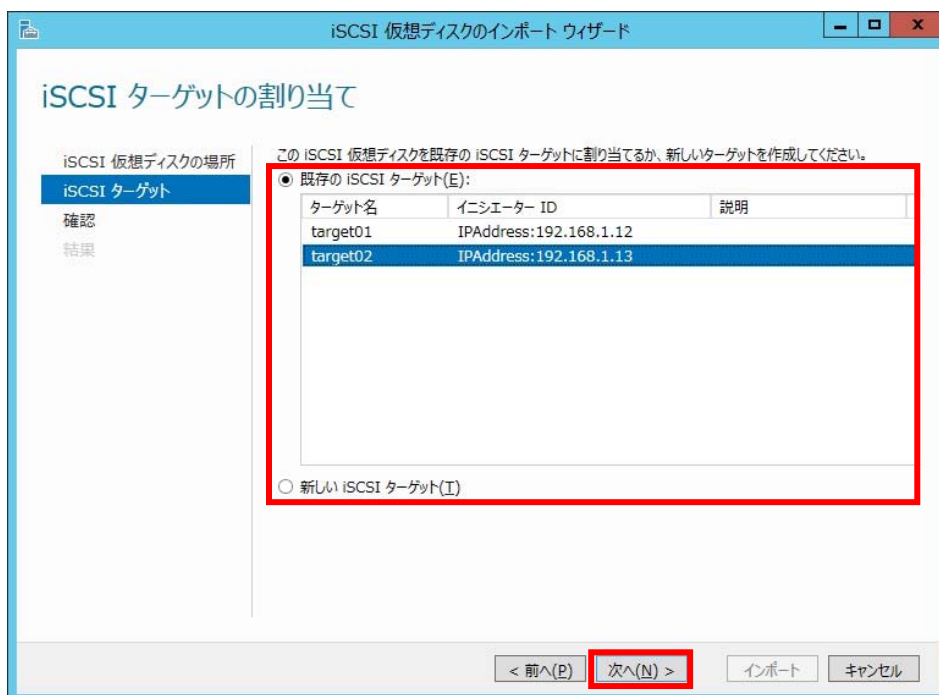 iSCSI 仮想ディスクのインポート ウィザード
iSCSI ターゲットの割り当て
iSCSI 仮想ディスクの場所
iSCSI ターゲット
確認
結果
この iSCSI 仮想ディスクを既存の iSCSI ターゲットに割り当てるか、新しいターゲットを作成してください。
既存の iSCSI ターゲット(E):
ターゲット名 イニシエーター ID 説明
target01 IPAddress:192.168.1.12
target02 IPAddress:192.168.1.13
新しい iSCSI ターゲット(T)
< 前へ(P) 次へ(N) > インポート キャンセル